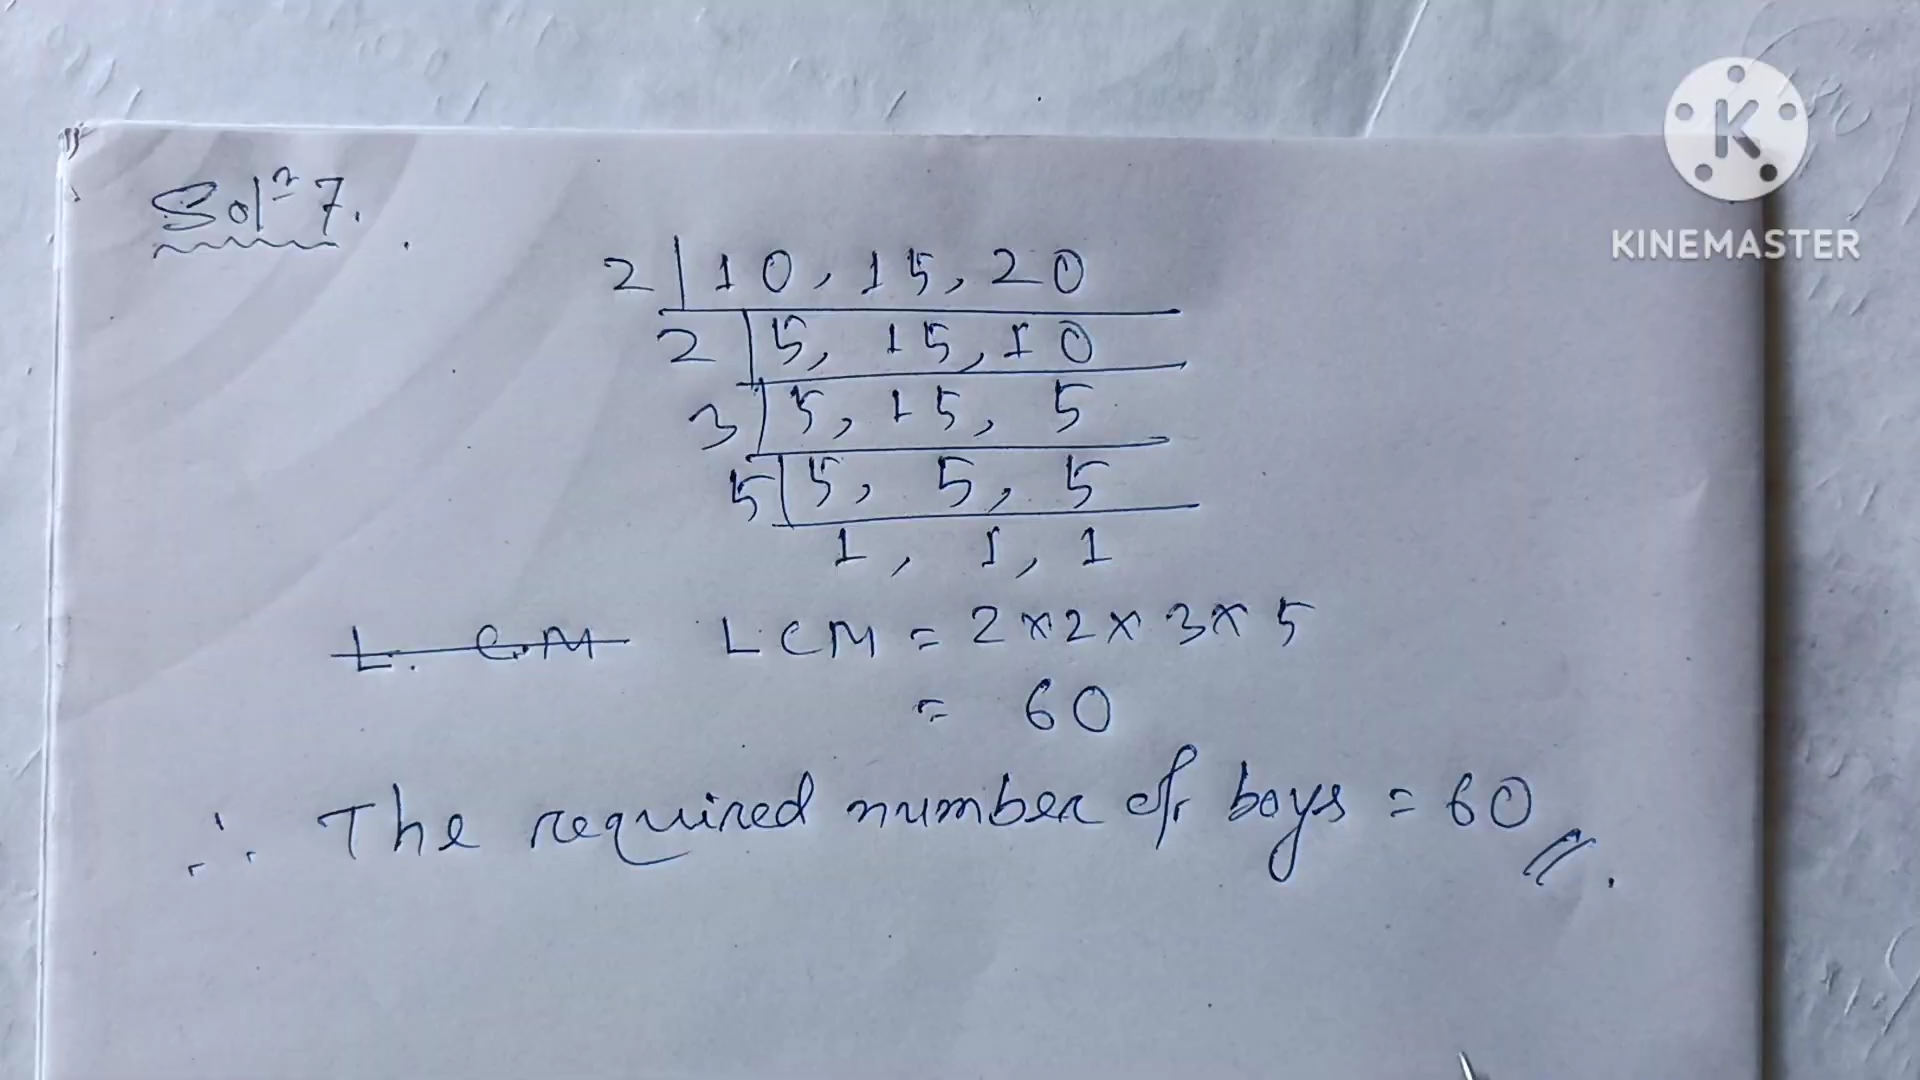 Solⁿ 7.
2 | 10, 15, 20
2 | 5, 15, 10
3 | 5, 15, 5
5 | 5, 5, 5
1, 1, 1
L. C.M LCM = 2 × 2 × 3 × 5
= 60
∴ The required number of boys = 60 //.
K
KINEMASTER